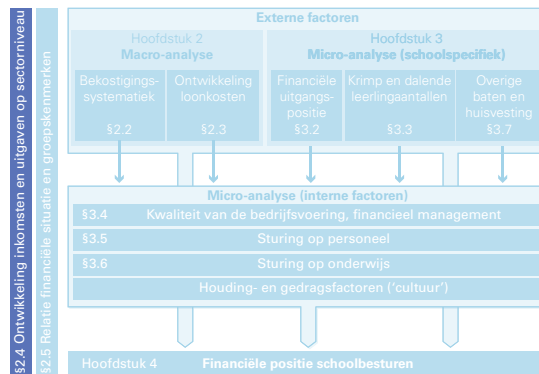 §2.4 Ontwikkeling inkomsten en uitgaven op sectorniveau
§2.5 Relatie financiële situatie en groepskenmerken
Externe factoren
Hoofdstuk 2
Macro-analyse
Hoofdstuk 3
Micro-analyse (schoolspecifiek)
Bekostigings-
systematiek
§2.2
Ontwikkeling
loonkosten
§2.3
Financiële
uitgangs-
positie
§3.2
Krimp en dalende
leerlingaantallen
§3.3
Overige
baten en
huisvesting
§3.7
Micro-analyse (interne factoren)
§3.4 Kwaliteit van de bedrijfsvoering, financieel management
§3.5 Sturing op personeel
§3.6 Sturing op onderwijs
Houding- en gedragsfactoren (‘cultuur’)
Hoofdstuk 4 Financiële positie schoolbesturen